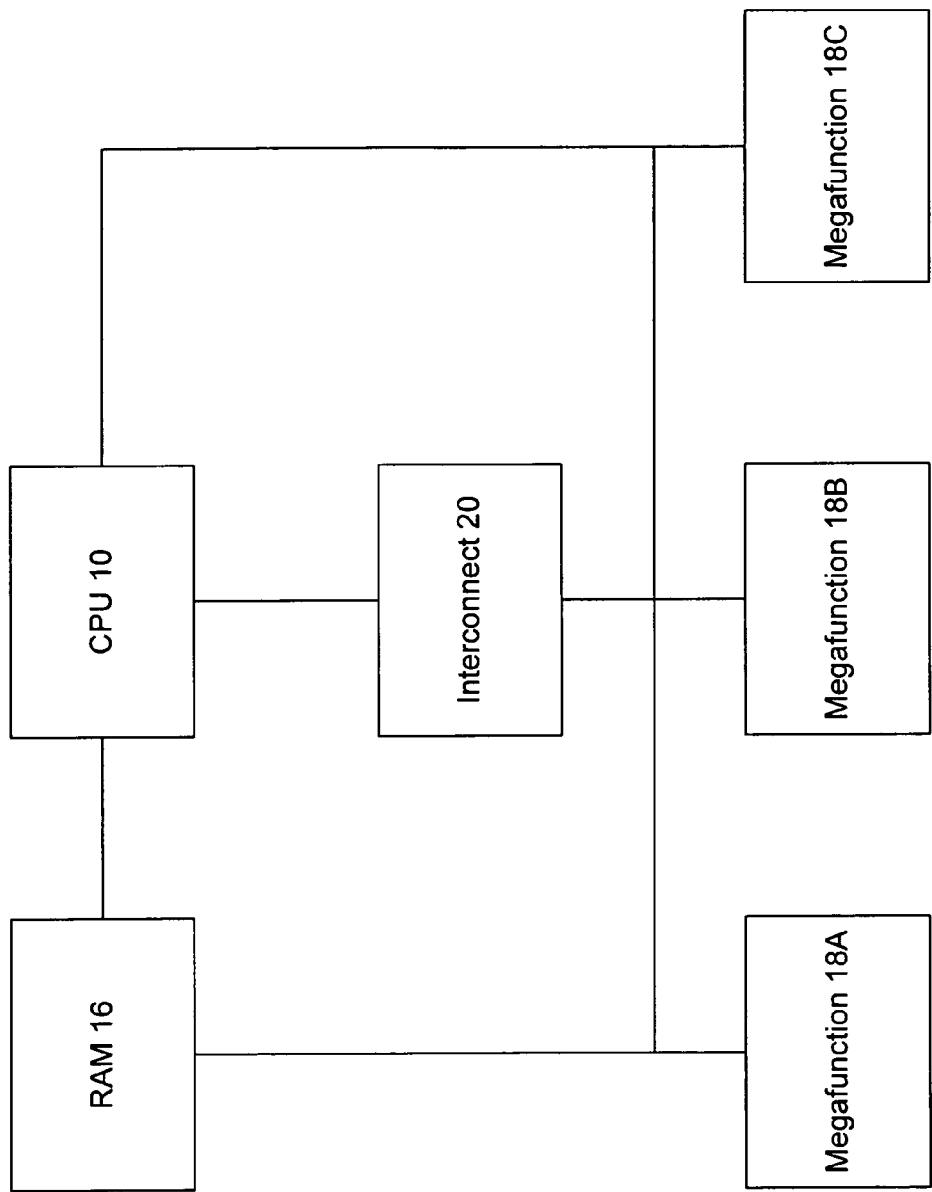 RAM 16
CPU 10
Interconnect 20
Megafunction 18A
Megafunction 18B
Megafunction 18C